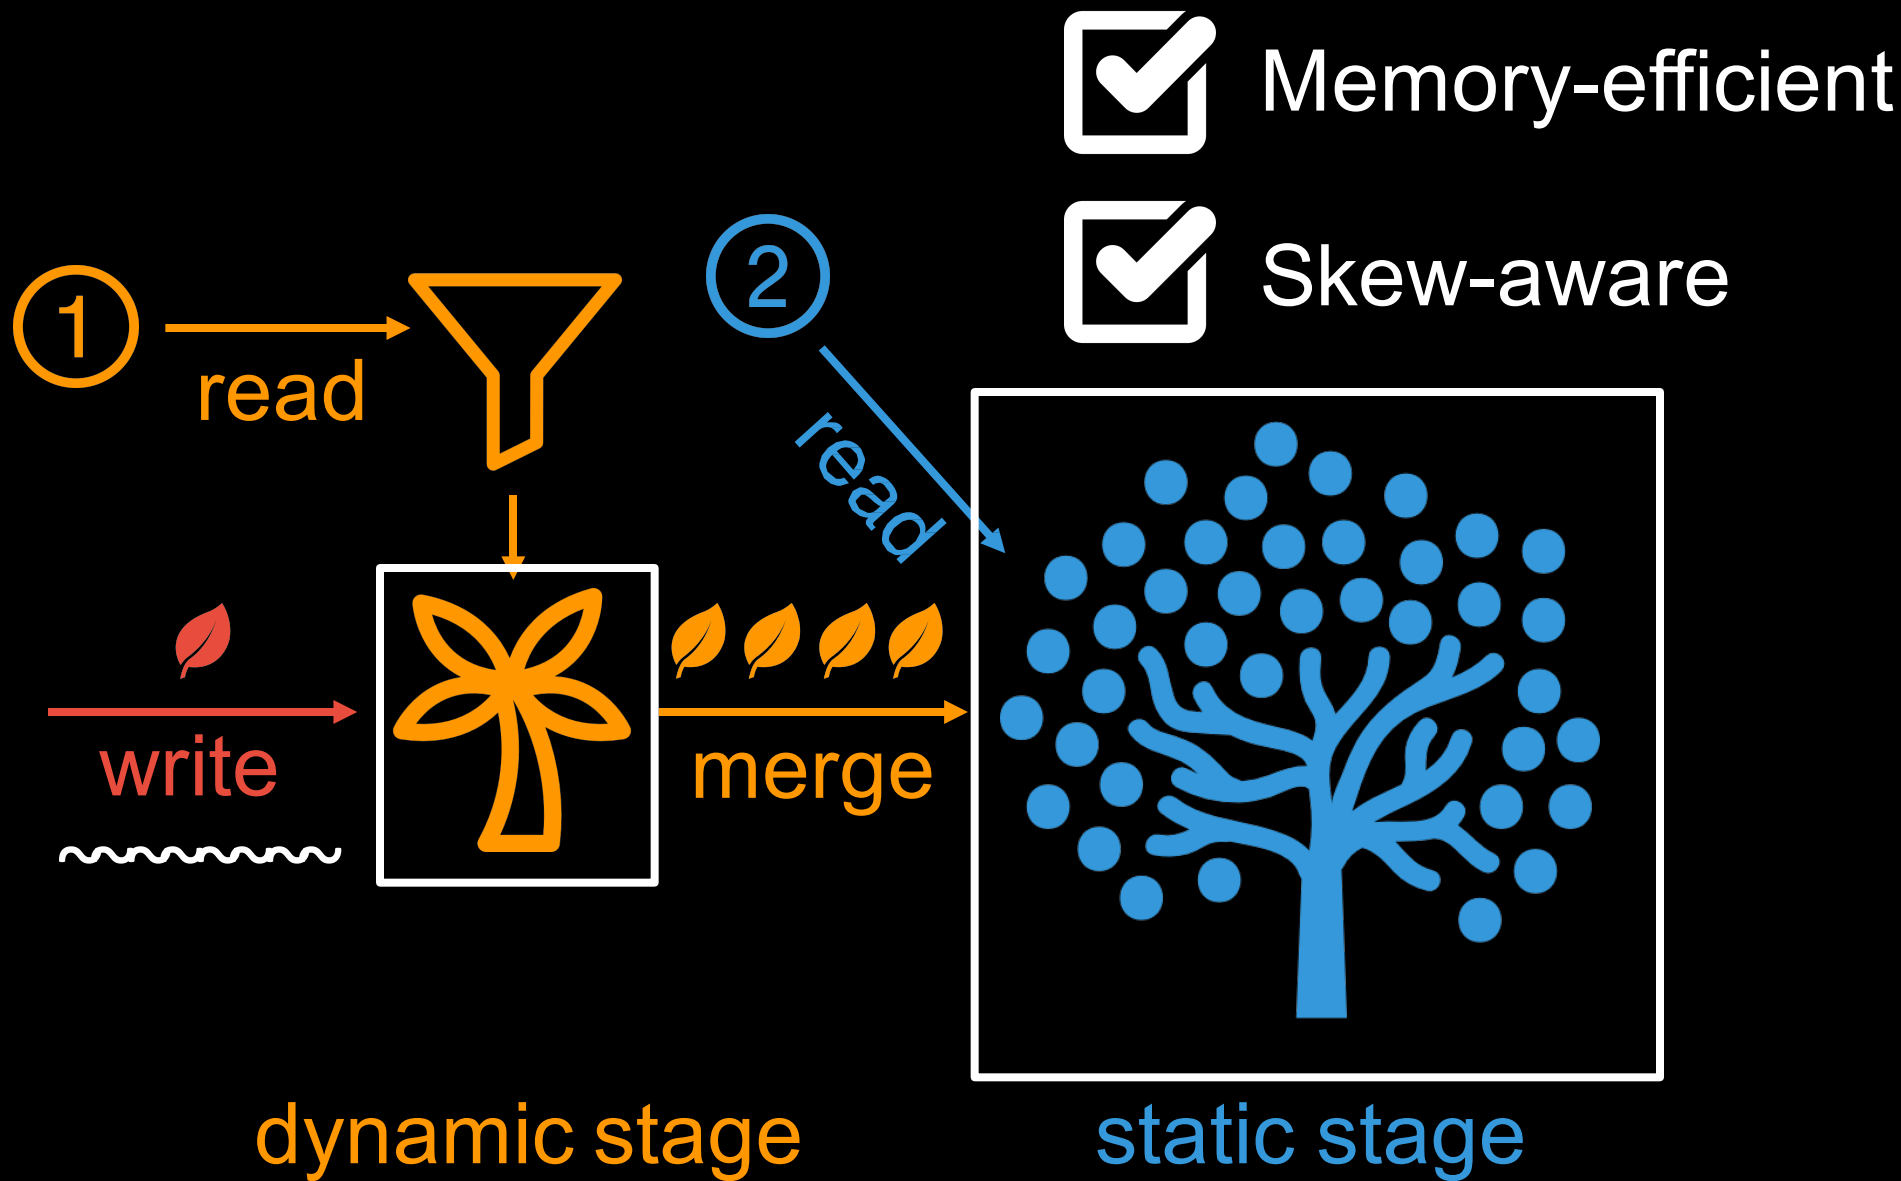 Memory-efficient
Skew-aware
1
read
2
read
write
merge
dynamic stage
static stage